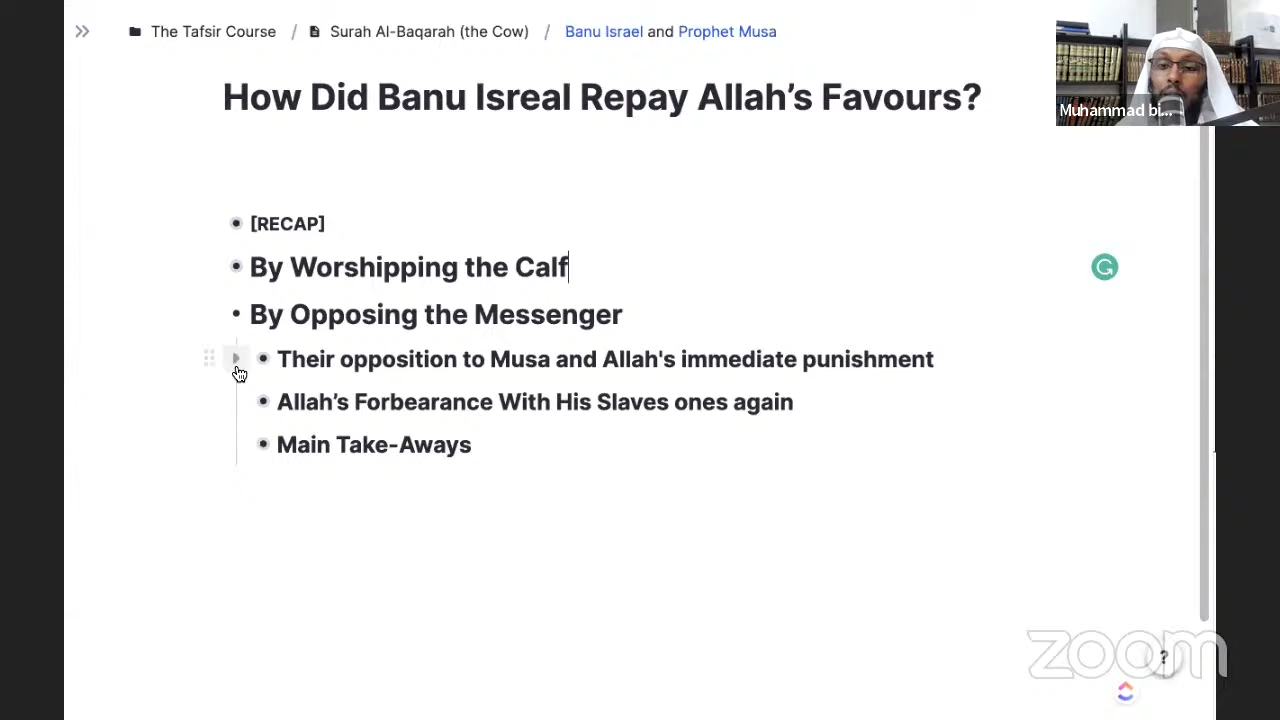 The Tafsir Course / Surah Al-Baqarah (the Cow) / Banu Israel and Prophet Musa
How Did Banu Isreal Repay Allah’s Favours?
Muhammad bi...
[RECAP]
By Worshipping the Calf
By Opposing the Messenger
Their opposition to Musa and Allah's immediate punishment
Allah’s Forbearance With His Slaves ones again
Main Take-Aways
zoom
?